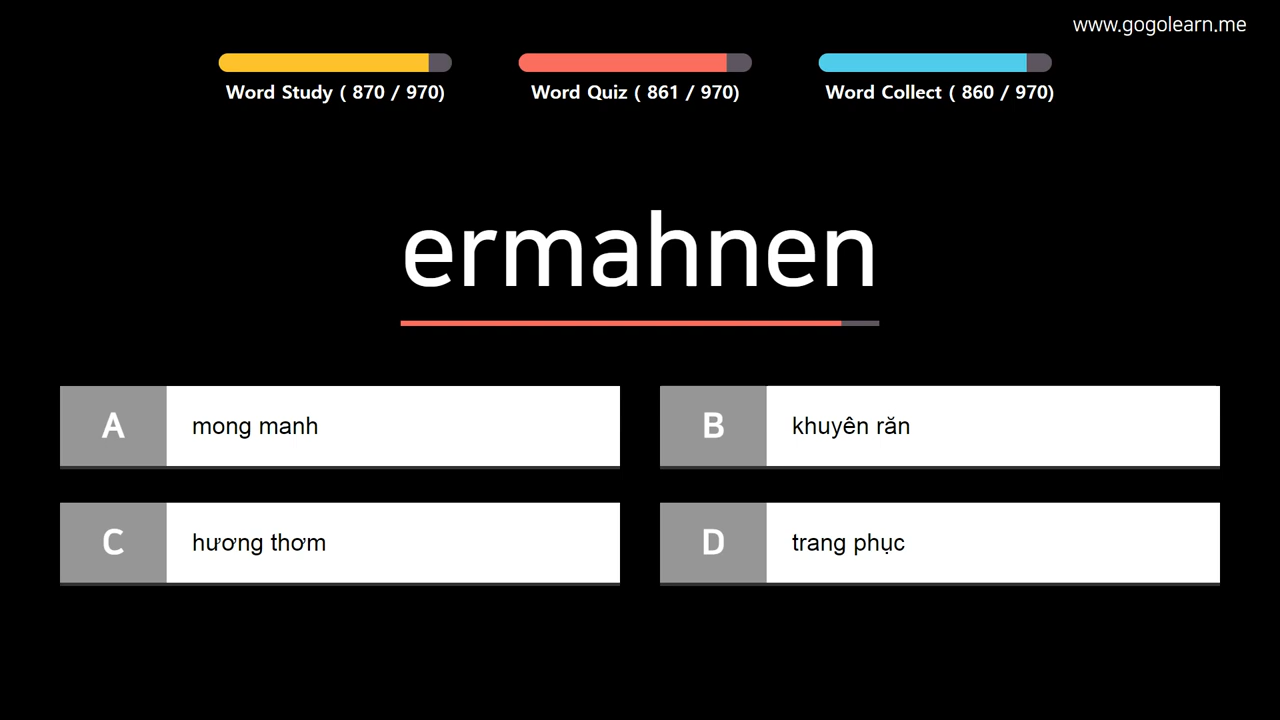 www.gogolearn.me
Word Study ( 870 / 970)
Word Quiz ( 861 / 970)
Word Collect ( 860 / 970)
ermahnen
A mong manh
B khuyên răn
C hương thơm
D trang phục